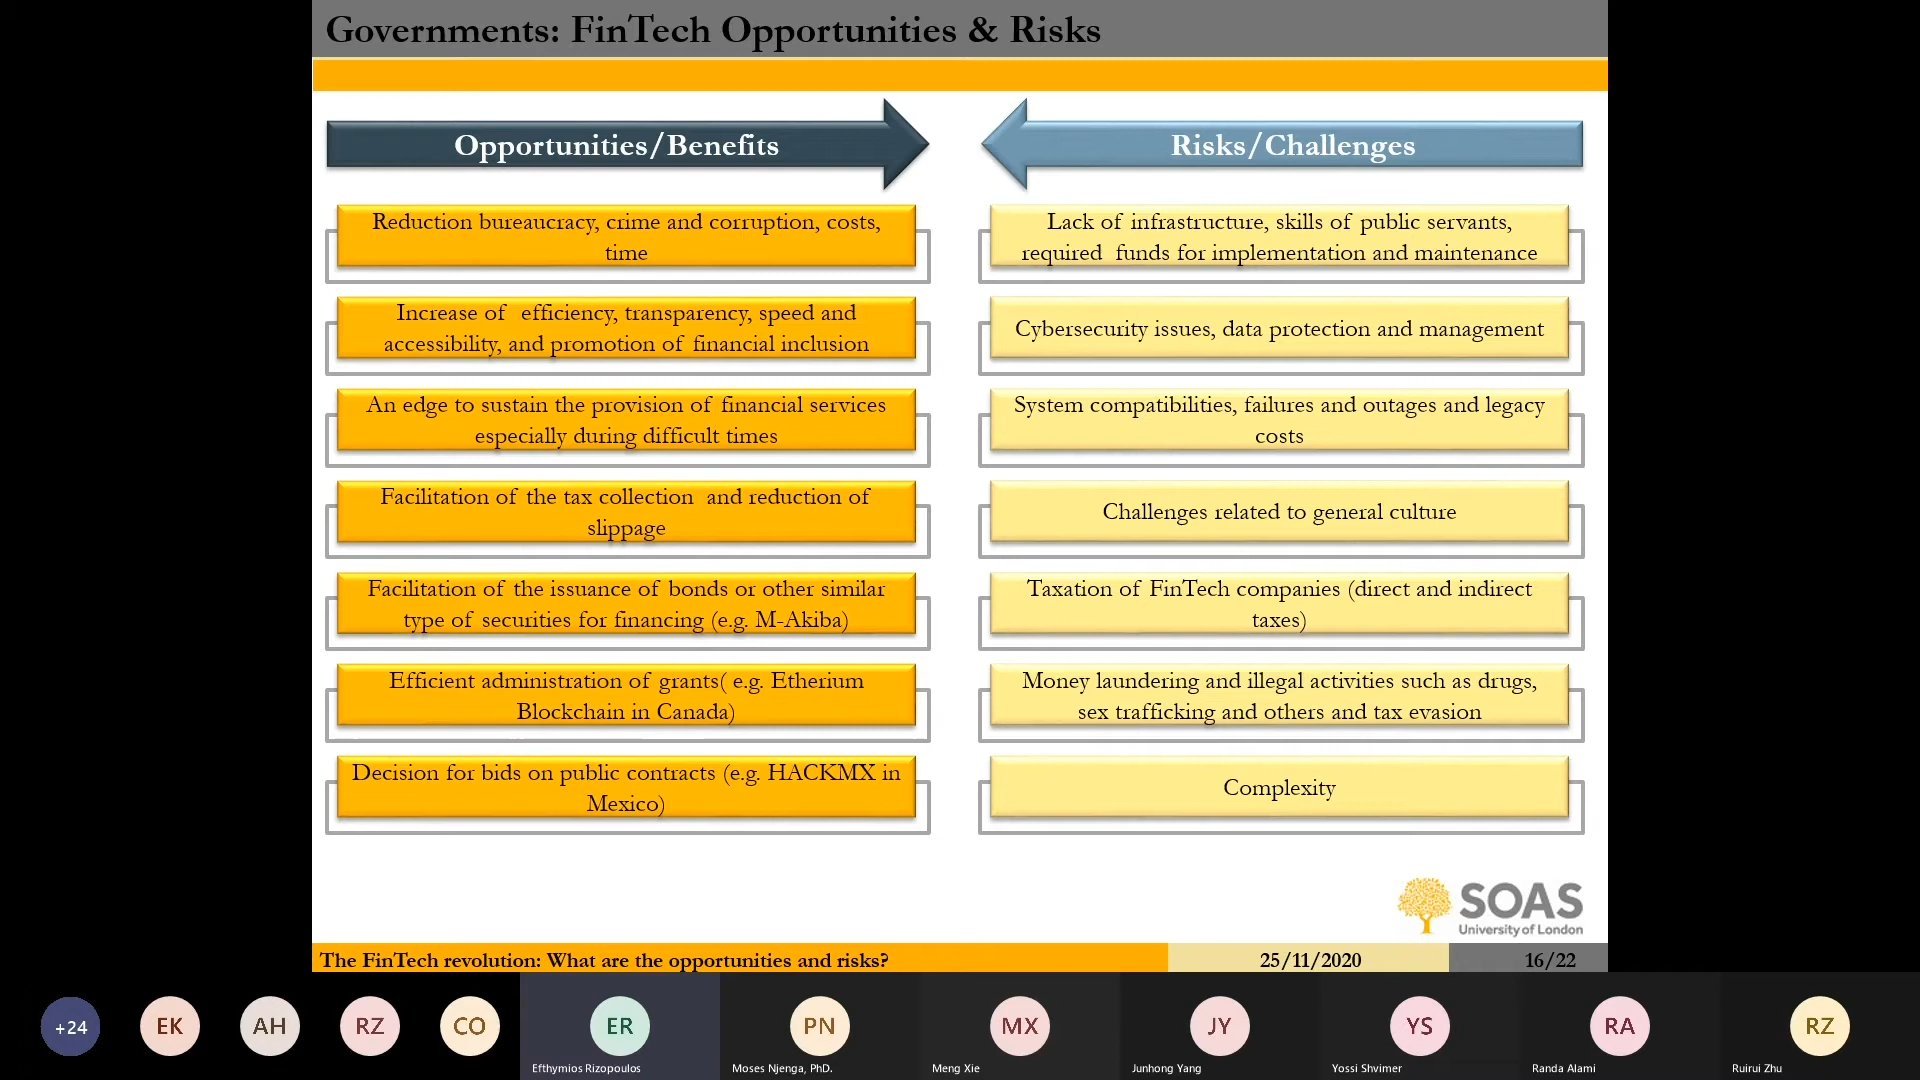 Governments: FinTech Opportunities & Risks
Opportunities/Benefits
Reduction bureaucracy, crime and corruption, costs,
time
Increase of efficiency, transparency, speed and
accessibility, and promotion of financial inclusion
An edge to sustain the provision of financial services
especially during difficult times
Facilitation of the tax collection and reduction of
slippage
Facilitation of the issuance of bonds or other similar
type of securities for financing (e.g. M-Akiba)
Efficient administration of grants( e.g. Etherium
Blockchain in Canada)
Decision for bids on public contracts (e.g. HACKMX in
Mexico)
Risks/Challenges
Lack of infrastructure, skills of public servants,
required funds for implementation and maintenance
Cybersecurity issues, data protection and management
System compatibilities, failures and outages and legacy
costs
Challenges related to general culture
Taxation of FinTech companies (direct and indirect
taxes)
Money laundering and illegal activities such as drugs,
sex trafficking and others and tax evasion
Complexity
SOAS
University of London
The FinTech revolution: What are the opportunities and risks?
25/11/2020
16/22
+24
EK
AH
RZ
CO
ER
Efthymios Rizopoulos
PN
Moses Njenga, PhD.
MX
Meng Xie
JY
Junhong Yang
YS
Yossi Shvimer
RA
Randa Alami
RZ
Ruirui Zhu